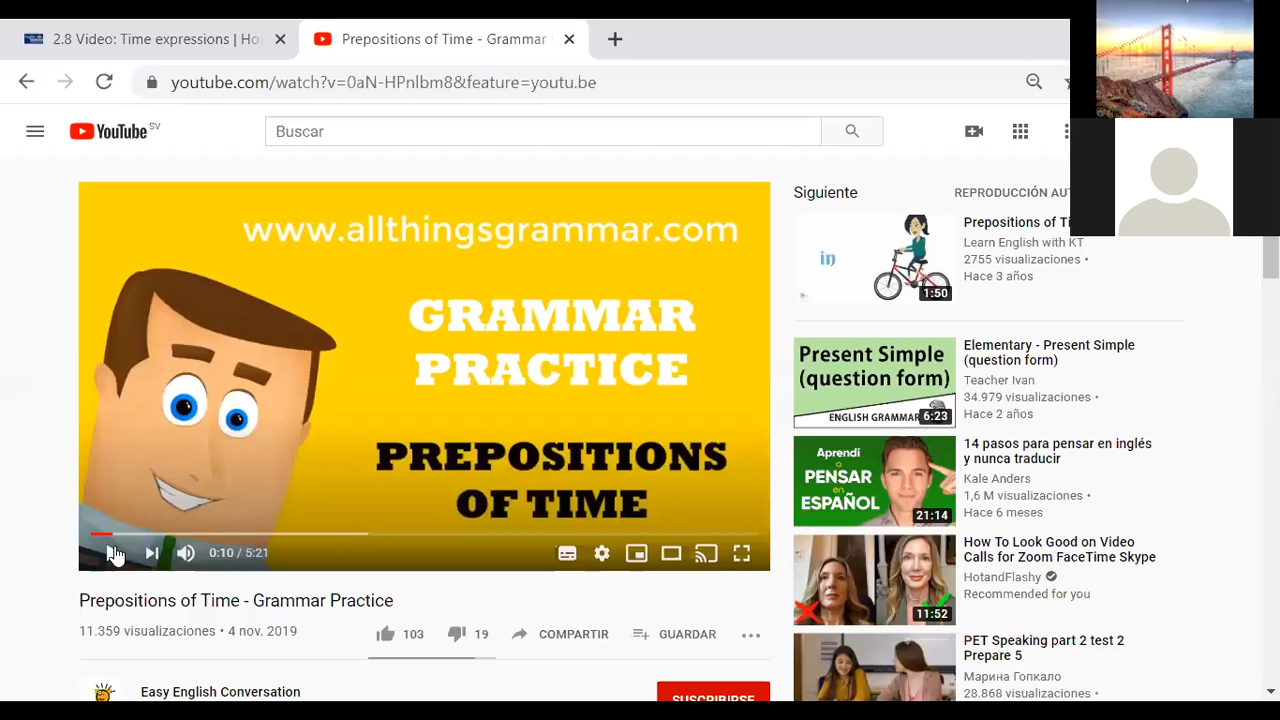 2.8 Video: Time expressions | Ho
Prepositions of Time - Grammar
youtube.com/watch?v=0aN-HPnlbm8&feature=youtu.be
YouTube SV
Buscar
www.allthingsgrammar.com
GRAMMAR
PRACTICE
PREPOSITIONS
OF TIME
0:10 / 5:21
Prepositions of Time - Grammar Practice
11.359 visualizaciones • 4 nov. 2019
103
19
COMPARTIR
GUARDAR
Easy English Conversation
SUSCRIBIRSE
Siguiente
REPRODUCCIÓN AUT
in
1:50
Prepositions of Ti
Learn English with KT
2755 visualizaciones •
Hace 3 años
Present Simple
(question form)
ENGLISH GRAMMAR
6:23
Elementary - Present Simple
(question form)
Teacher Ivan
34.979 visualizaciones •
Hace 2 años
Aprendi
a
PENSAR
en
ESPAÑOL
21:14
14 pasos para pensar en inglés
y nunca traducir
Kale Anders
1,6 M visualizaciones •
Hace 6 meses
11:52
How To Look Good on Video
Calls for Zoom FaceTime Skype
HotandFlashy
Recommended for you
PET Speaking part 2 test 2
Prepare 5
Марина Гопкало
28.868 visualizaciones •